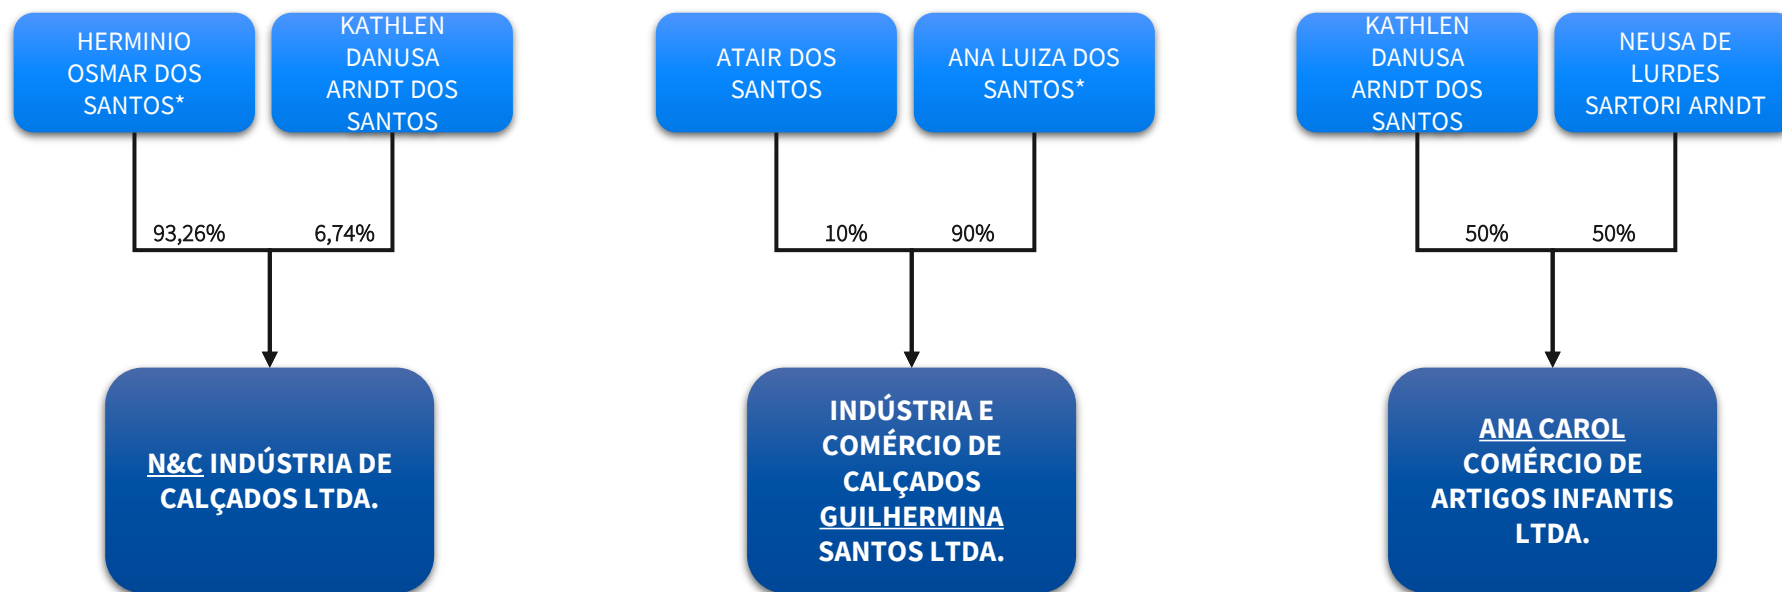 HERMINIO
OSMAR DOS
SANTOS*
KATHLEN
DANUSA
ARNDT DOS
SANTOS
93,26%
6,74%
N&C INDÚSTRIA DE
CALÇADOS LTDA.
ATAIR DOS
SANTOS
ANA LUIZA DOS
SANTOS*
10%
90%
INDÚSTRIA E
COMÉRCIO DE
CALÇADOS
GUILHERMINA
SANTOS LTDA.
KATHLEN
DANUSA
ARNDT DOS
SANTOS
NEUSA DE
LURDES
SARTORI ARNDT
50%
50%
ANA CAROL
COMÉRCIO DE
ARTIGOS INFANTIS
LTDA.